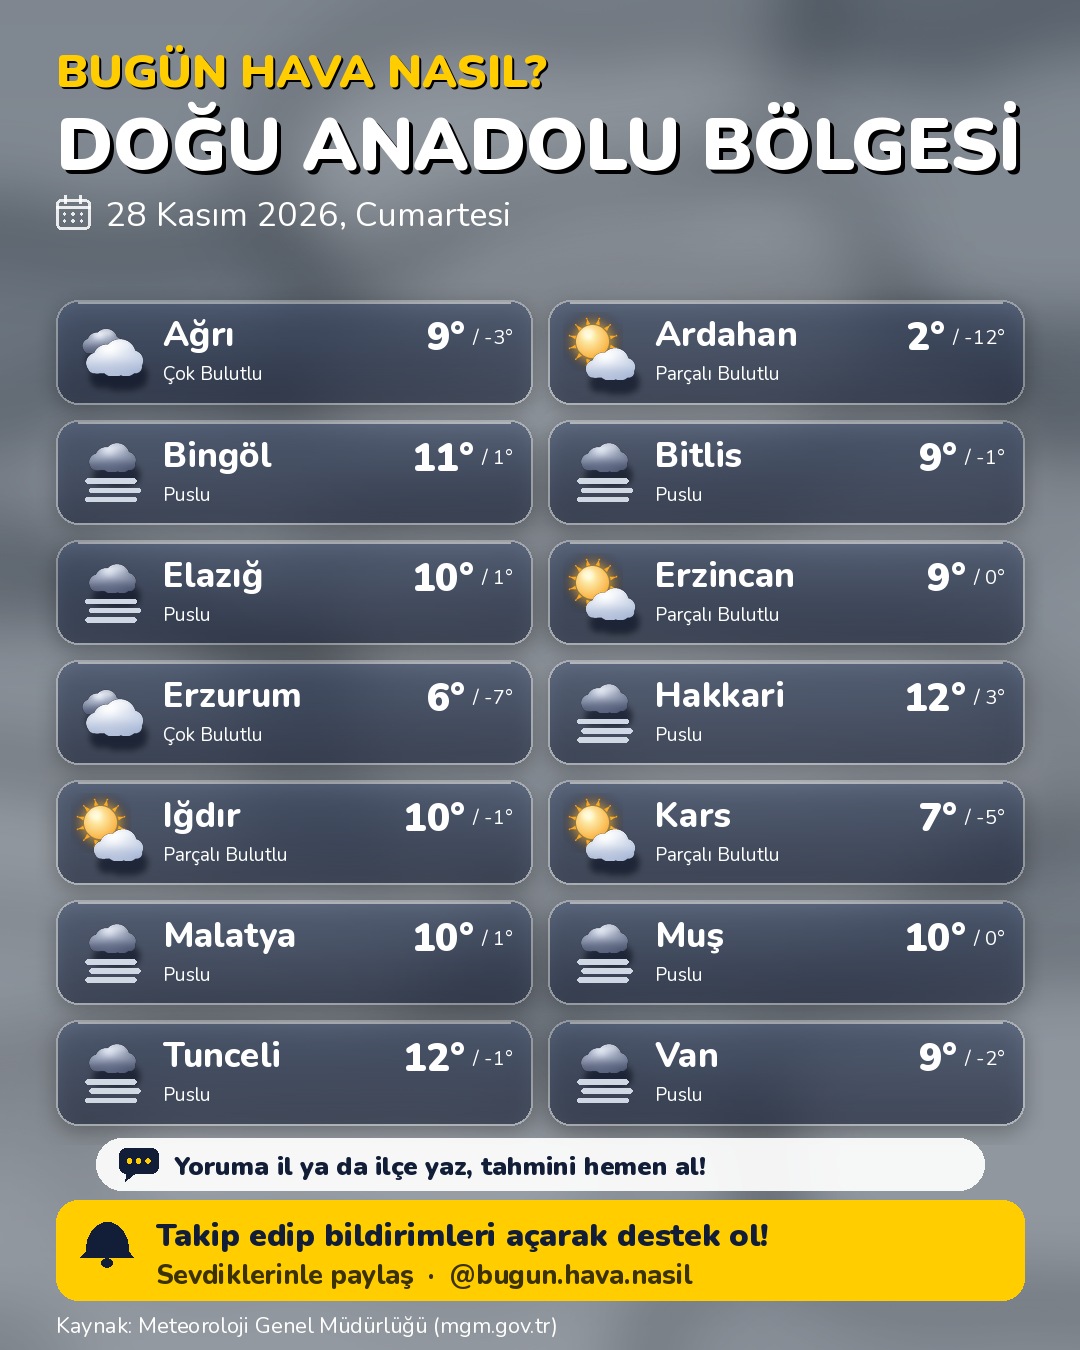 BUGÜN HAVA NASIL?
DOĞU ANADOLU BÖLGESİ
28 Kasım 2026, Cumartesi
Ağrı 9° / -3°
Çok Bulutlu
Ardahan 2° / -12°
Parçalı Bulutlu
Bingöl 11° / 1°
Puslu
Bitlis 9° / -1°
Puslu
Elazığ 10° / 1°
Puslu
Erzincan 9° / 0°
Parçalı Bulutlu
Erzurum 6° / -7°
Çok Bulutlu
Hakkari 12° / 3°
Puslu
Iğdır 10° / -1°
Parçalı Bulutlu
Kars 7° / -5°
Parçalı Bulutlu
Malatya 10° / 1°
Puslu
Muş 10° / 0°
Puslu
Tunceli 12° / -1°
Puslu
Van 9° / -2°
Puslu
Yoruma il ya da ilçe yaz, tahmini hemen al!
Takip edip bildirimleri açarak destek ol!
Sevdiklerinle paylaş · @bugun.hava.nasil
Kaynak: Meteoroloji Genel Müdürlüğü (mgm.gov.tr)